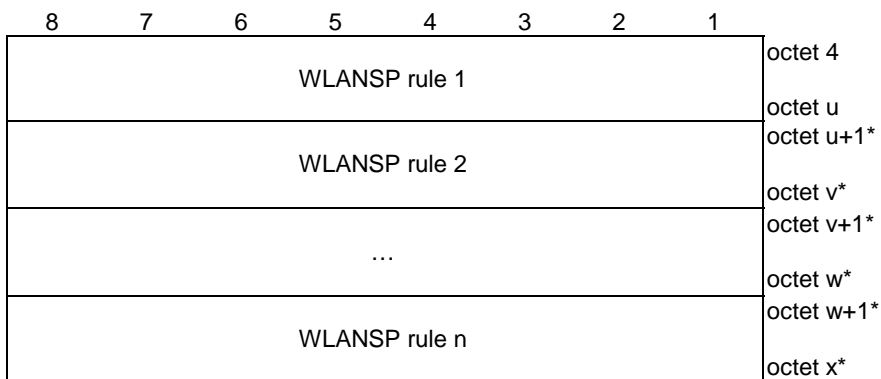 8 7 6 5 4 3 2 1
octet 4
WLANSP rule 1
octet u
octet u+1*
WLANSP rule 2
octet v*
octet v+1*
…
octet w*
octet w+1*
WLANSP rule n
octet x*